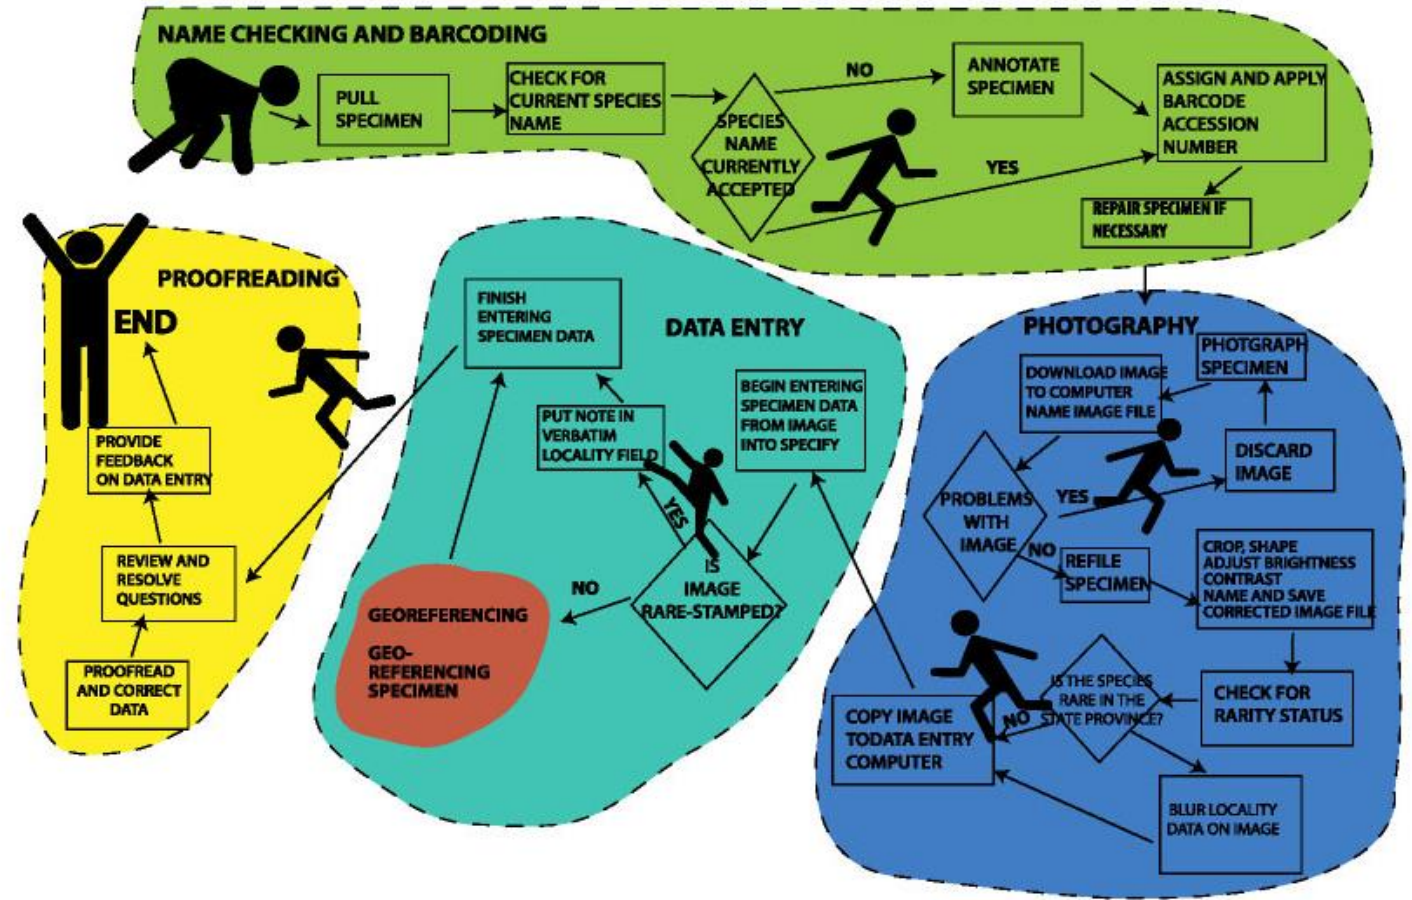 NAME CHECKING AND BARCODING
PULL
SPECIMEN
CHECK FOR
CURRENT SPECIES
NAME
SPECIES
NAME
CURRENTLY
ACCEPTED
NO
ANNOTATE
SPECIMEN
YES
ASSIGN AND APPLY
BARCODE
ACCESSION
NUMBER
REPAIR SPECIMEN IF
NECESSARY
PHOTOGRAPHY
PHOTGRAPH
SPECIMEN
DOWNLOAD IMAGE
TO COMPUTER
NAME IMAGE FILE
PROBLEMS
WITH
IMAGE
YES
DISCARD
IMAGE
NO
REFILE
SPECIMEN
CROP, SHAPE
ADJUST BRIGHTNESS
CONTRAST
NAME AND SAVE
CORRECTED IMAGE FILE
CHECK FOR
RARITY STATUS
IS THE SPECIES
RARE IN THE
STATE PROVINCE?
NO
BLUR LOCALITY
DATA ON IMAGE
COPY IMAGE
TODATA ENTRY
COMPUTER
DATA ENTRY
BEGIN ENTERING
SPECIMEN DATA
FROM IMAGE
INTO SPECIFY
IS
IMAGE
RARE-STAMPED?
YES
PUT NOTE IN
VERBATIM
LOCALITY FIELD
NO
GEOREFERENCING
GEO-
REFERENCING
SPECIMEN
FINISH
ENTERING
SPECIMEN DATA
PROOFREADING
PROOFREAD
AND CORRECT
DATA
REVIEW AND
RESOLVE
QUESTIONS
PROVIDE
FEEDBACK
ON DATA ENTRY
END